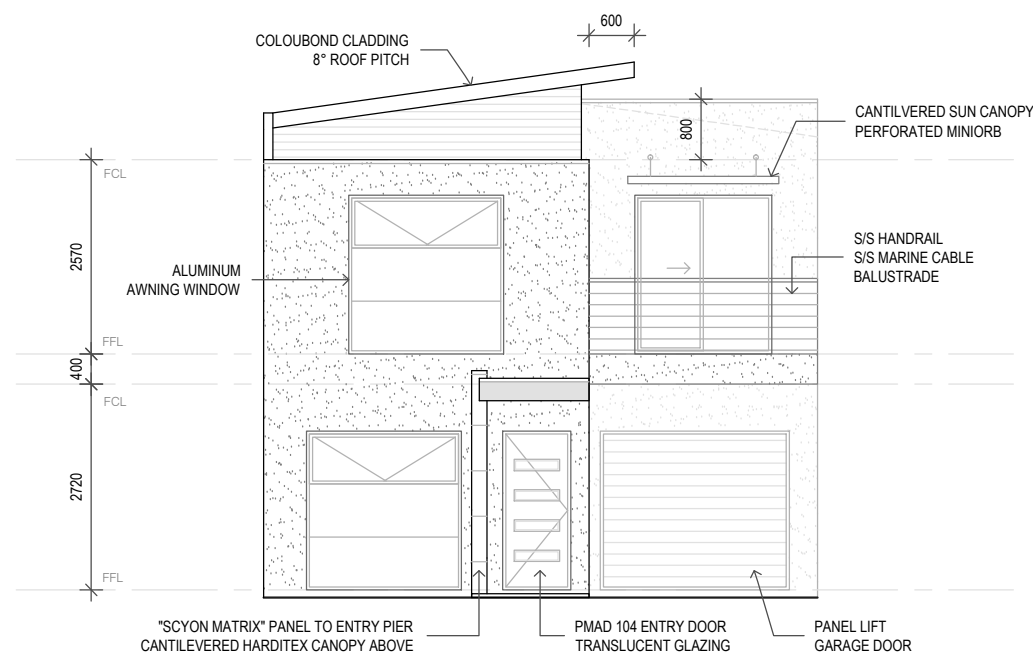 600
COLOUBOND CLADDING
8° ROOF PITCH
CANTILVERED SUN CANOPY
PERFORATED MINIORB
800
FCL
2570
S/S HANDRAIL
S/S MARINE CABLE
BALUSTRADE
ALUMINUM
AWNING WINDOW
FFL
400
FCL
2720
FFL
"SCYON MATRIX" PANEL TO ENTRY PIER
CANTILEVERED HARDITEX CANOPY ABOVE
PMAD 104 ENTRY DOOR
TRANSLUCENT GLAZING
PANEL LIFT
GARAGE DOOR